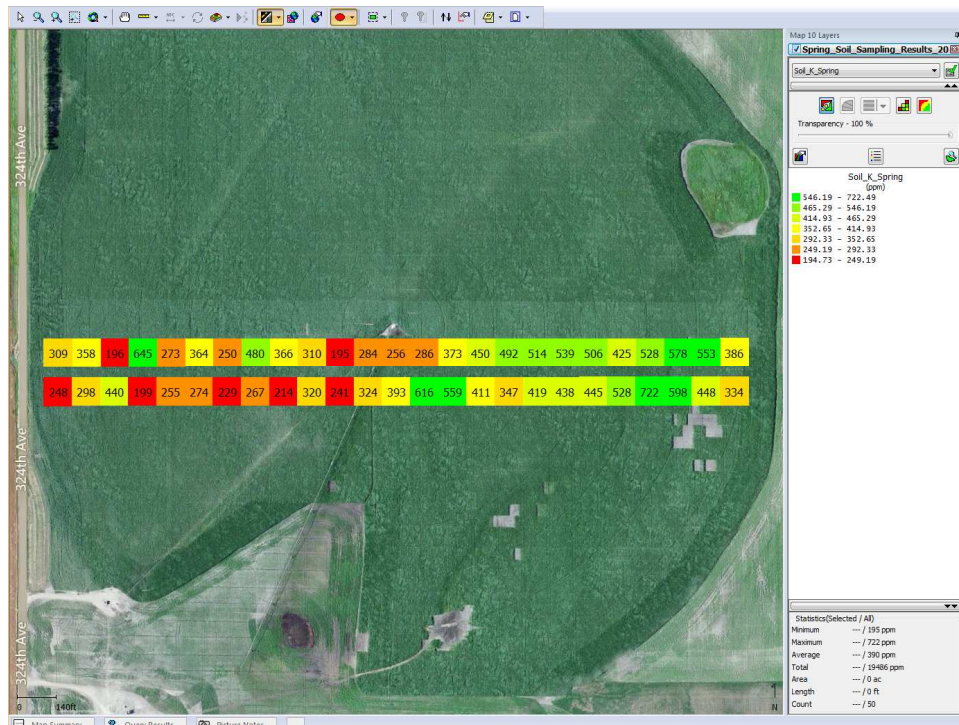 Map 10 Layers
Spring_Soil_Sampling_Results_20
Soil_K_Spring
Transparency - 100 %
Soil_K_Spring
(ppm)
546.19 - 722.49
465.29 - 546.19
414.93 - 465.29
352.65 - 414.93
292.33 - 352.65
249.19 - 292.33
194.73 - 249.19
324th Ave
309 358 196 645 273 364 250 480 366 310 195 284 256 286 373 450 492 514 539 506 425 528 578 553 386
248 298 440 199 255 274 229 267 214 320 241 324 393 616 559 411 347 419 438 445 528 722 598 448 334
324th Ave
324th Ave
0 140ft
N
Statistics(Selected / All)
Minimum --- / 195 ppm
Maximum --- / 722 ppm
Average --- / 390 ppm
Total --- / 19486 ppm
Area --- / 0 ac
Length --- / 0 ft
Count --- / 50
Map Summary Query Results Picture Notes